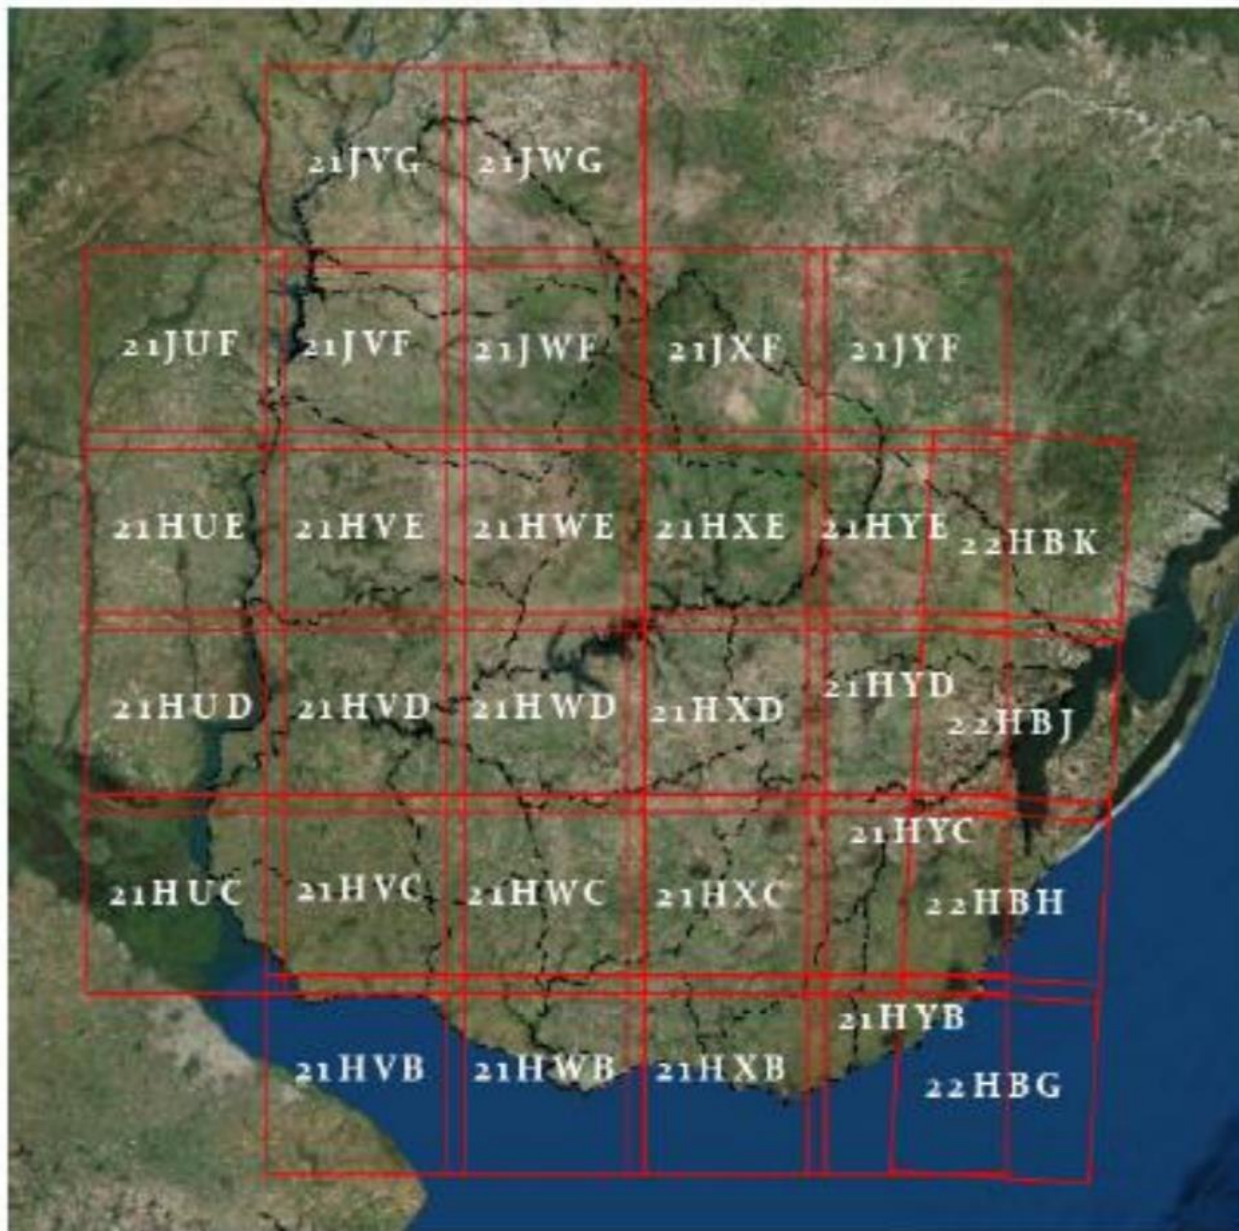 21JVG 21JWG
21JUF 21JVF 21JWF 21JXF 21JYF
21HUE 21HVE 21HWE 21HXE 21HYE 22HBK
21HUD 21HVD 21HWD 21HXD 21HYD 22HBJ
21HYC
21HUC 21HVC 21HWC 21HXC 22HBH
21HYB
21HVB 21HWB 21HXB 22HBG